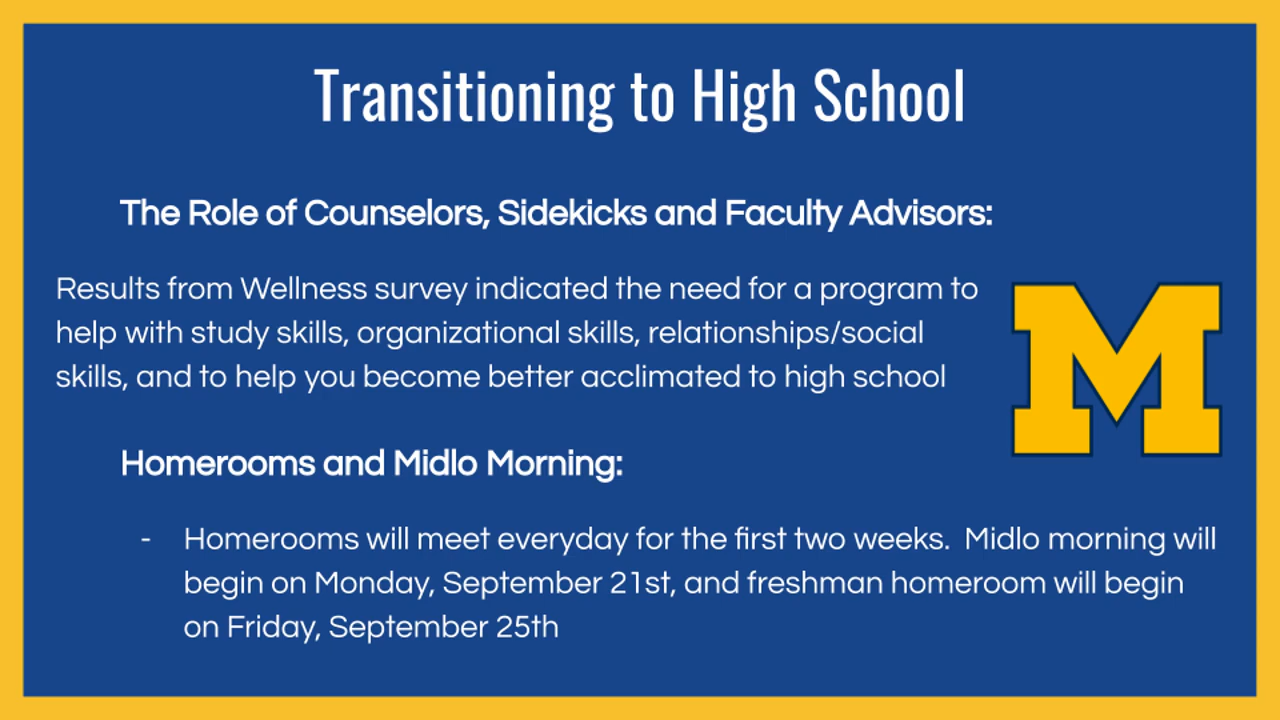 Transitioning to High School
The Role of Counselors, Sidekicks and Faculty Advisors:
Results from Wellness survey indicated the need for a program to
help with study skills, organizational skills, relationships/social
skills, and to help you become better acclimated to high school
M
Homerooms and Midlo Morning:
- Homerooms will meet everyday for the first two weeks.  Midlo morning will
begin on Monday, September 21st, and freshman homeroom will begin
on Friday, September 25th